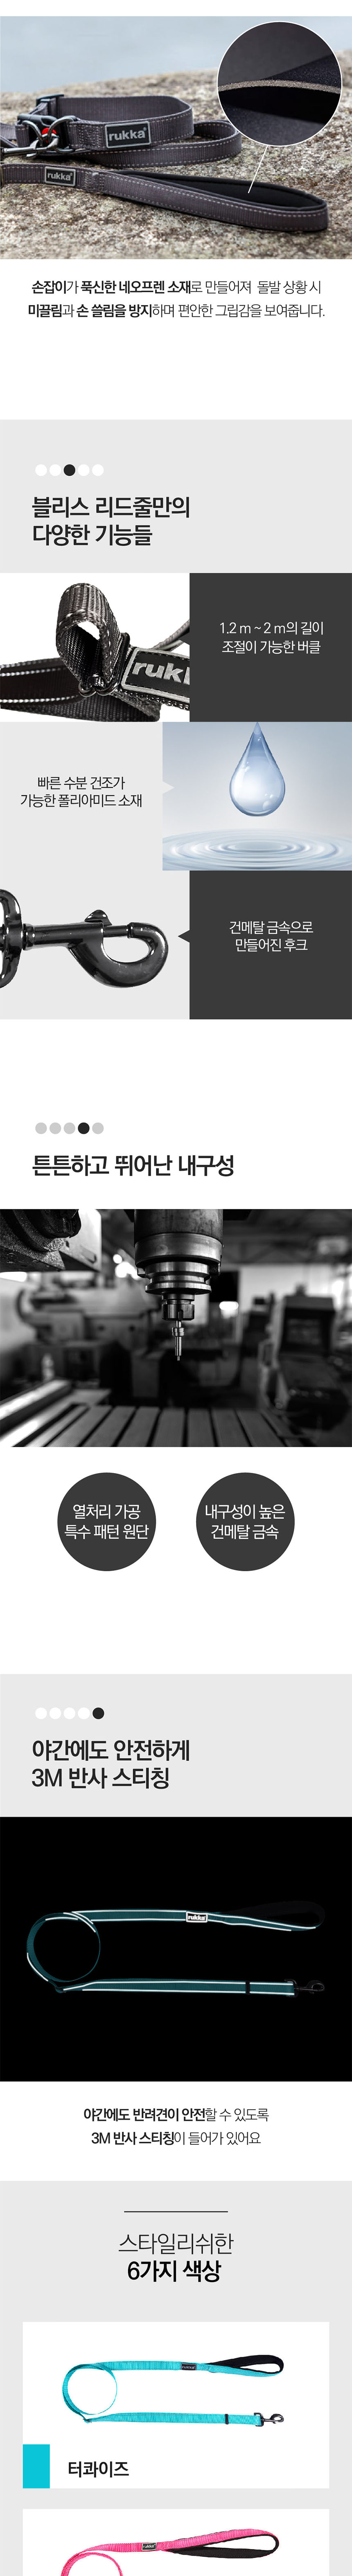 rukka
rukka
손잡이가 푹신한 네오프렌 소재로 만들어져 돌발 상황 시
미끌림과 손 쓸림을 방지하며 편안한 그립감을 보여줍니다.
블리스 리드줄만의
다양한 기능들
rukk
1.2 m ~ 2 m의 길이
조절이 가능한 버클
빠른 수분 건조가
가능한 폴리아미드 소재
건메탈 금속으로
만들어진 후크
튼튼하고 뛰어난 내구성
열처리 가공
특수 패턴 원단
내구성이 높은
건메탈 금속
야간에도 안전하게
3M 반사 스티칭
rukka
야간에도 반려견이 안전할 수 있도록
3M 반사 스티칭이 들어가 있어요
스타일리쉬한
6가지 색상
rukka
터콰이즈
rukka